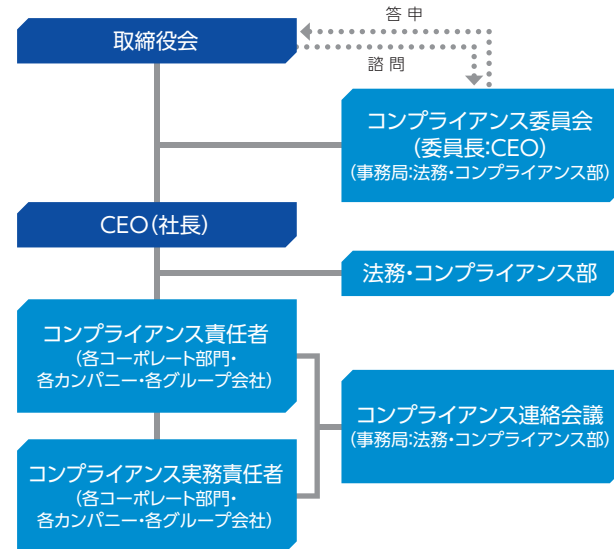 答申
取締役会
諮問
コンプライアンス委員会
(委員長:CEO)
(事務局:法務・コンプライアンス部)
CEO(社長)
法務・コンプライアンス部
コンプライアンス責任者
(各コーポレート部門・
各カンパニー・各グループ会社)
コンプライアンス連絡会議
(事務局:法務・コンプライアンス部)
コンプライアンス実務責任者
(各コーポレート部門・
各カンパニー・各グループ会社)